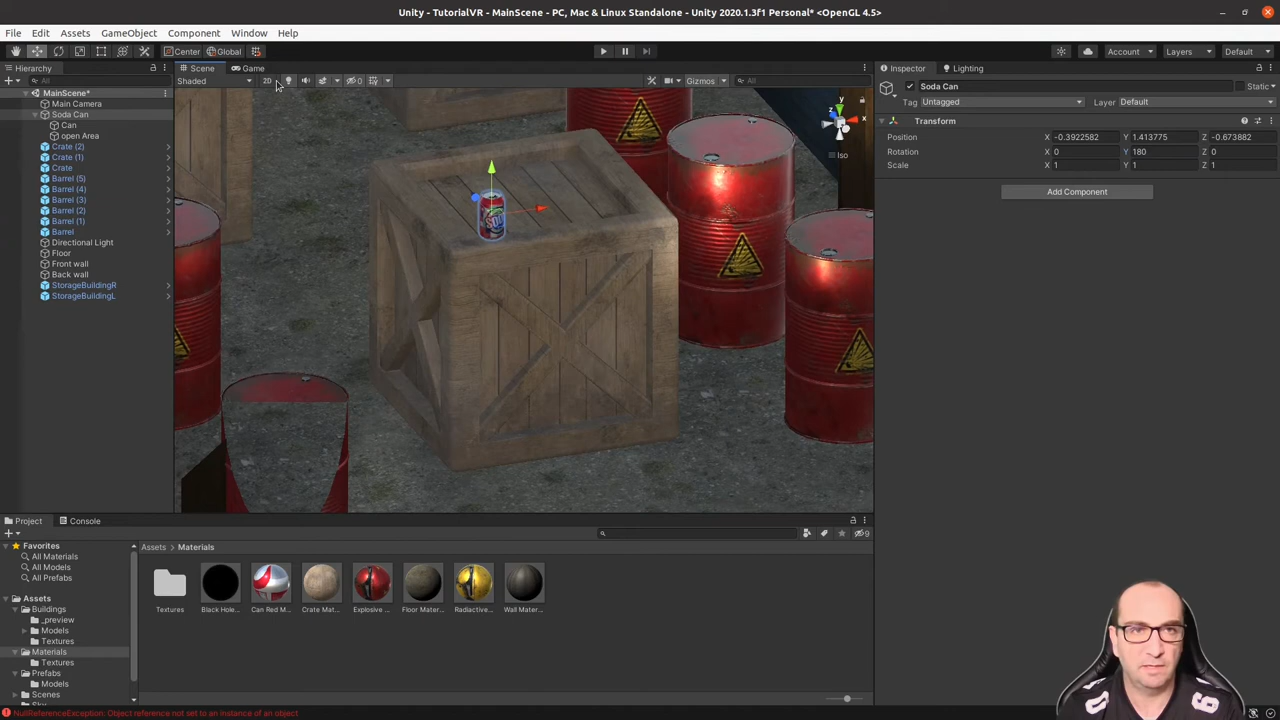 Unity - TutorialVR - MainScene - PC, Mac & Linux Standalone - Unity 2020.1.3f1 Personal* <OpenGL 4.5>
File Edit Assets GameObject Component Window Help
Center Global Account Layers Default
Hierarchy Scene Game Inspector Lighting
All Shaded 2D 0 Gizmos All
Soda Can Static
Tag Untagged Layer Default
Transform
Position X -0.3922582 Y 1.413775 Z -0.673882
Rotation X 0 Y 180 Z 0
Scale X 1 Y 1 Z 1
Add Component
MainScene*
Main Camera
Soda Can
Can
open Area
Crate (2)
Crate (1)
Crate
Barrel (5)
Barrel (4)
Barrel (3)
Barrel (2)
Barrel (1)
Barrel
Directional Light
Floor
Front wall
Back wall
StorageBuildingR
StorageBuildingL
y
x
z
Iso
Project Console
9
Favorites
All Materials
All Models
All Prefabs
Assets
Buildings
_preview
Models
Textures
Materials
Textures
Prefabs
Models
Scenes
Assets > Materials
Textures Black Hole... Can Red M... Crate Mat... Explosive ... Floor Mater... Radiactive... Wall Mater...
NullReferenceException: Object reference not set to an instance of an object